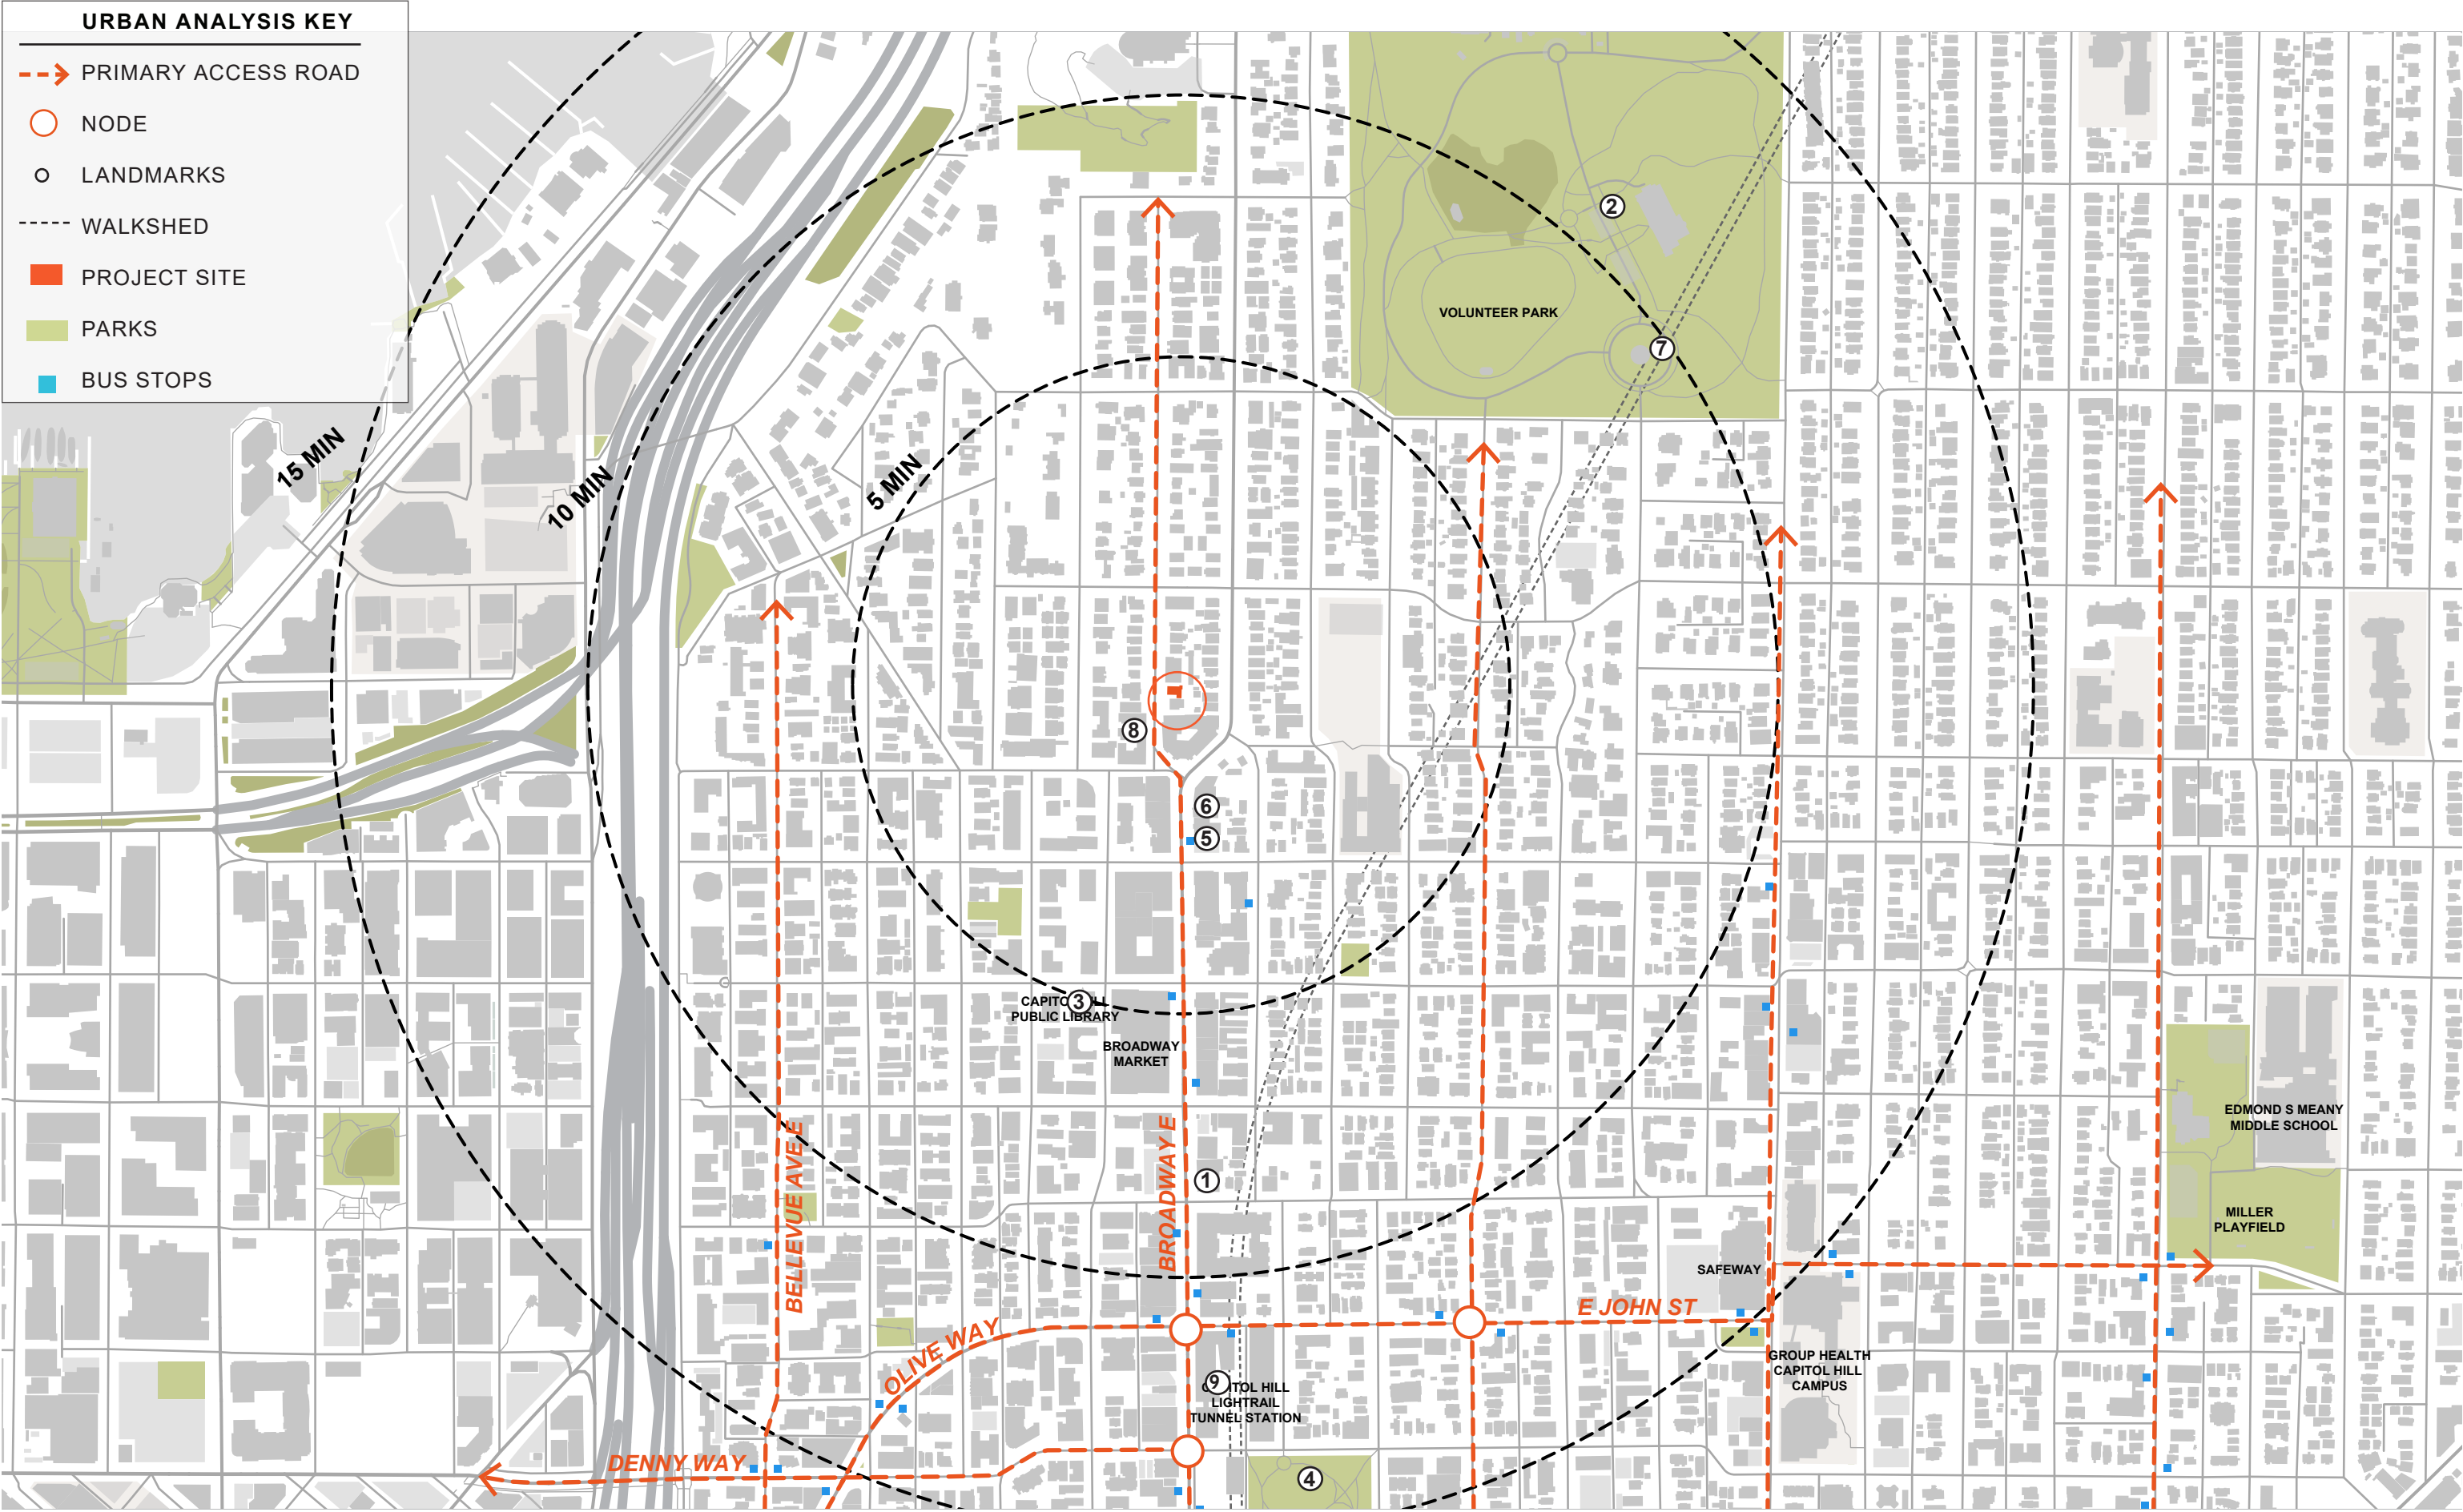 URBAN ANALYSIS KEY
PRIMARY ACCESS ROAD
NODE
LANDMARKS
WALKSHED
PROJECT SITE
PARKS
BUS STOPS
2
VOLUNTEER PARK
7
15 MIN
10 MIN
5 MIN
8
6
5
3
PUBLIC LIBRARY
BROADWAY
MARKET
EDMOND S MEANY
MIDDLE SCHOOL
BELLEVUE AVE E
BROADWAY E
1
MILLER
PLAYFIELD
SAFEWAY
E JOHN ST
OLIVE WAY
GROUP HEALTH
CAPITOL HILL
CAMPUS
9
HILL
LIGHTRAIL
TUNNEL STATION
DENNY WAY
4